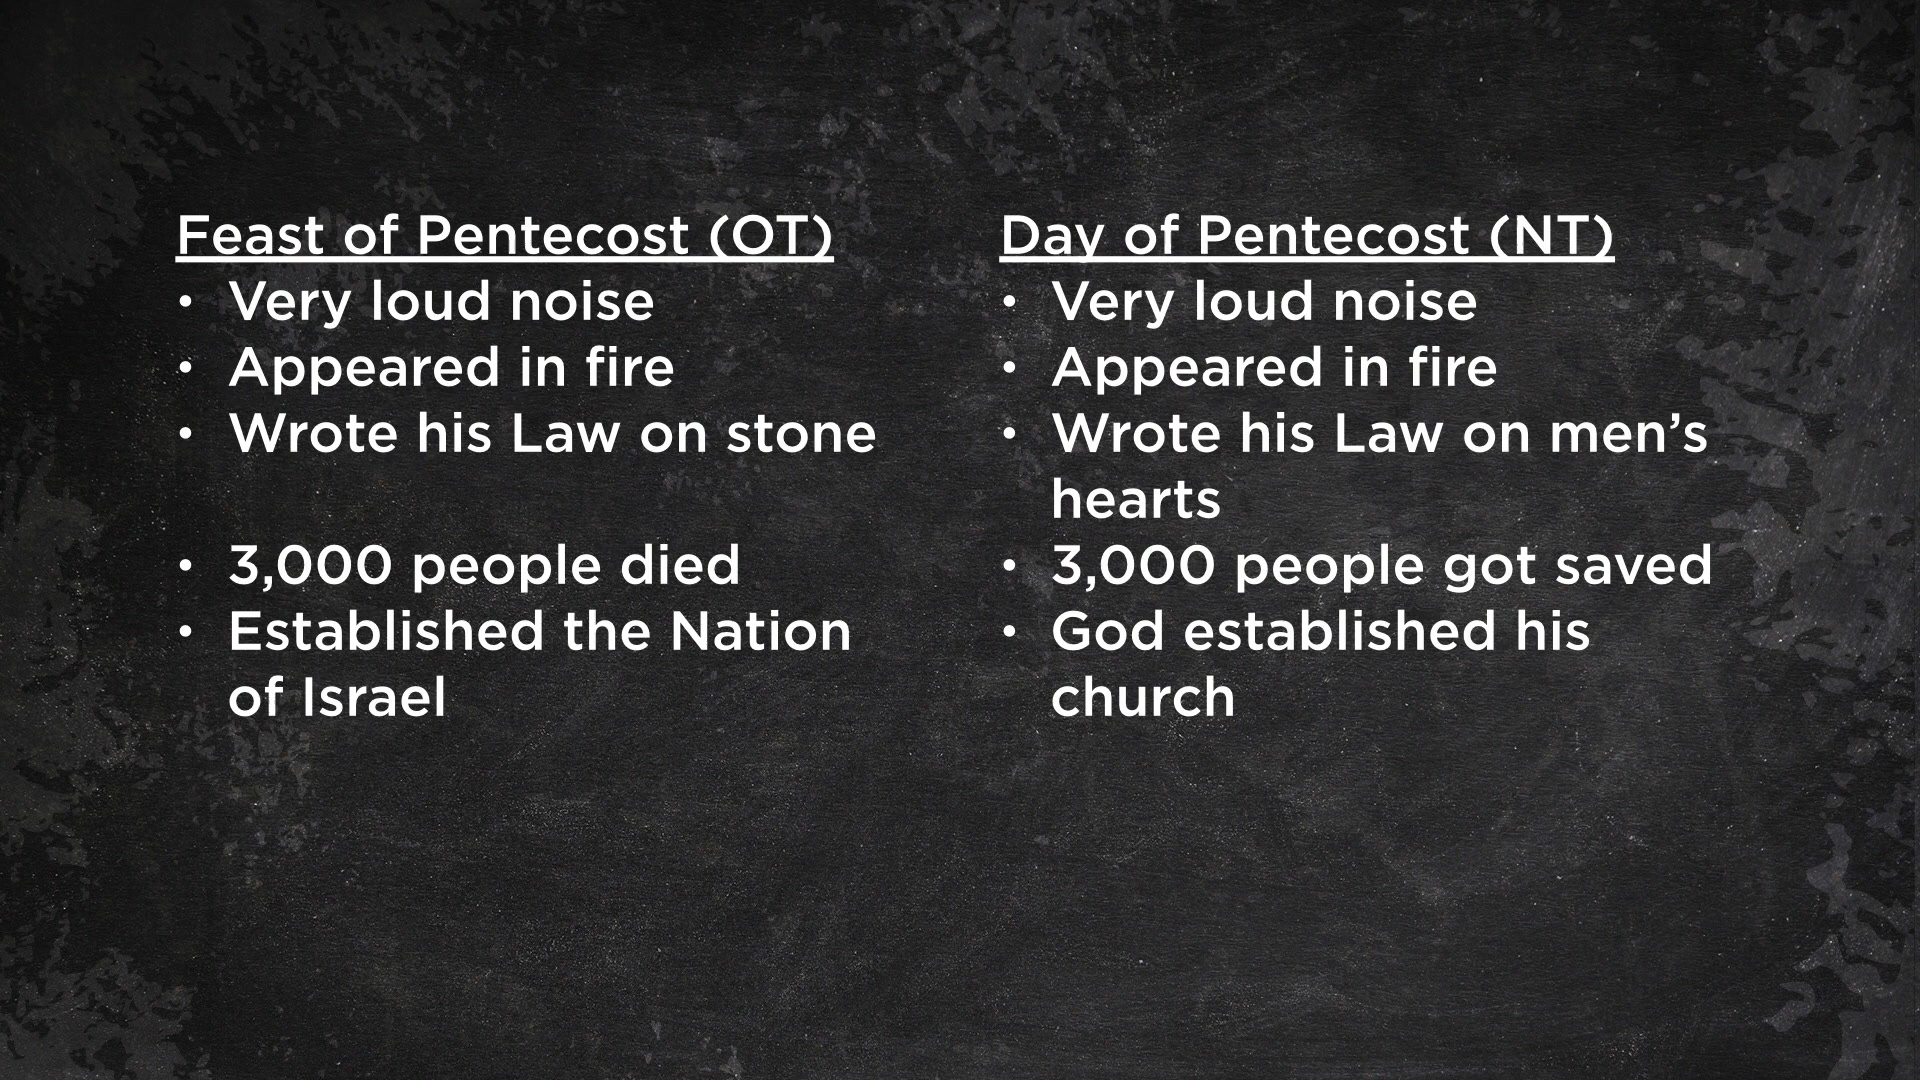 Feast of Pentecost (OT)
• Very loud noise
• Appeared in fire
• Wrote his Law on stone
• 3,000 people died
• Established the Nation
of Israel
Day of Pentecost (NT)
• Very loud noise
• Appeared in fire
• Wrote his Law on men’s
hearts
• 3,000 people got saved
• God established his
church